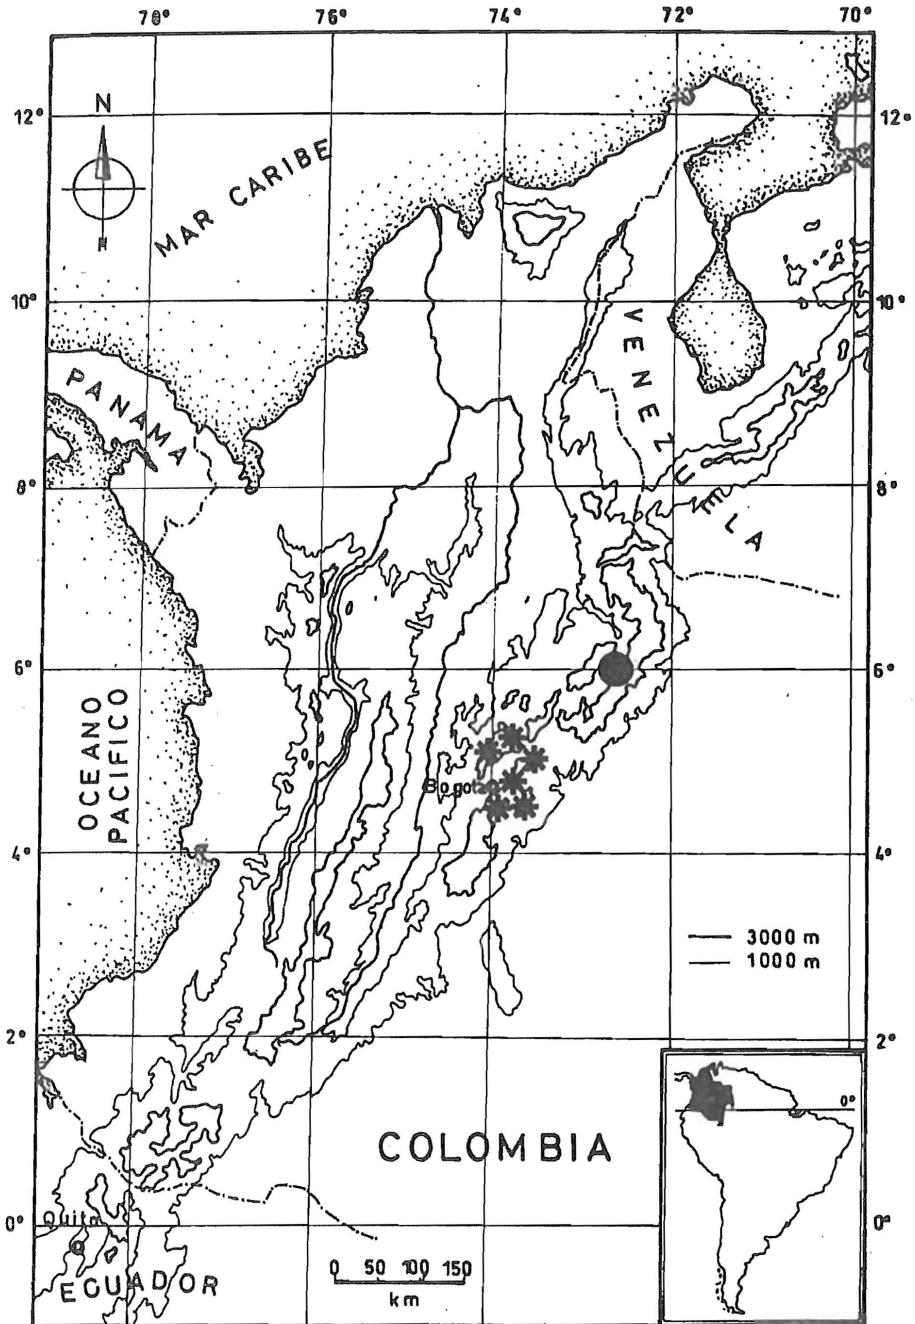 78° 76° 74° 72° 70°
N
12° 12°
MAR CARIBE
10° 10°
VENEZUELA
PANAMA
8° 8°
6° 6°
OCEANO
PACIFICO
Bogotá
4° 4°
3000 m
1000 m
2° 2°
0°
COLOMBIA
Quito
0° 0°
ECUADOR
0 50 100 150
km